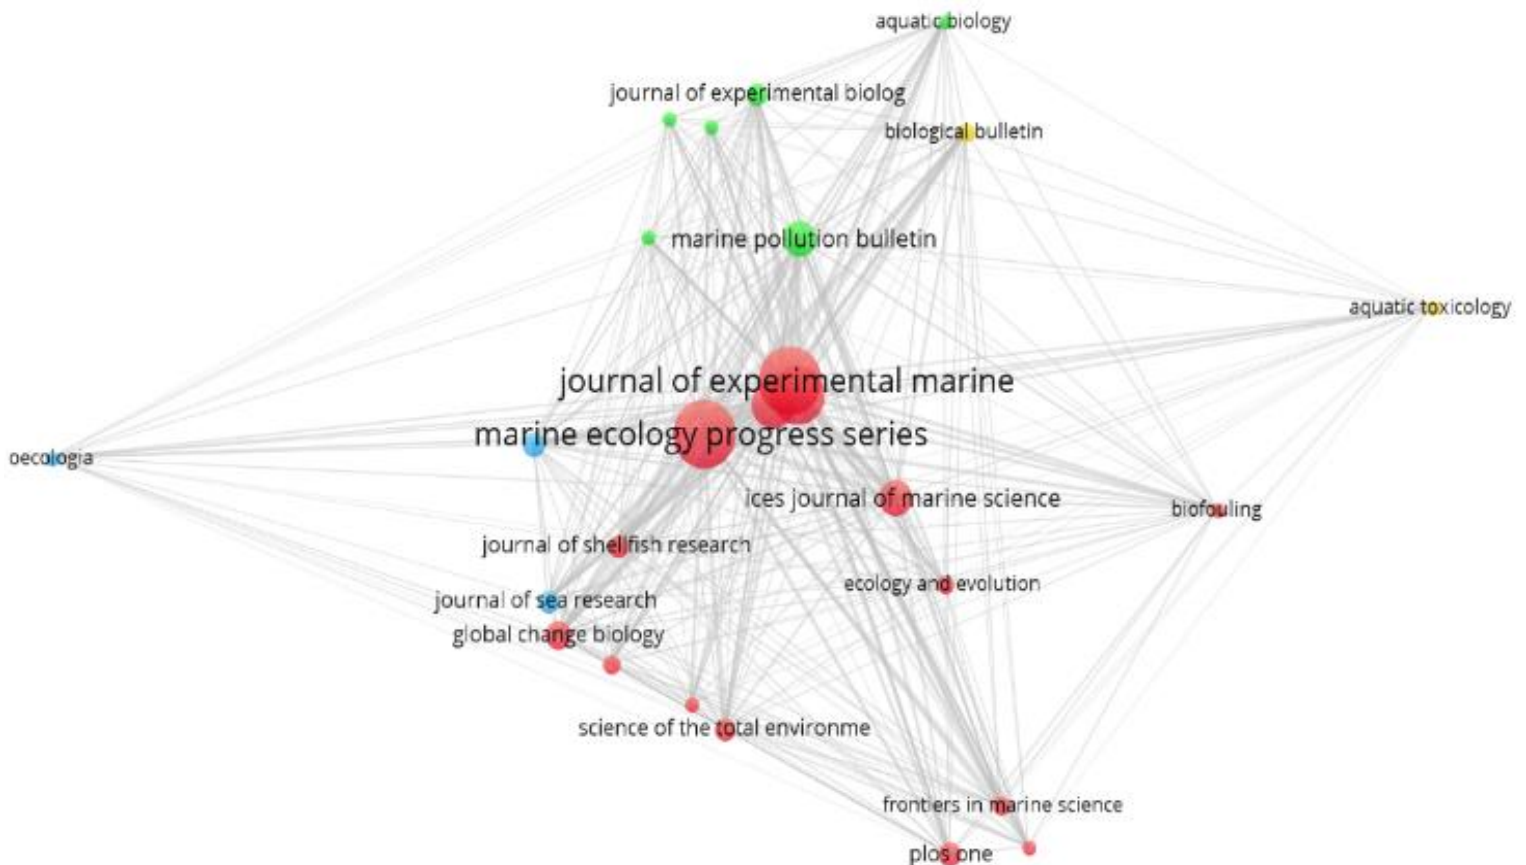 aquatic biology
journal of experimental biolog
biological bulletin
marine pollution bulletin
aquatic toxicology
journal of experimental marine
marine ecology progress series
oecologia
ices journal of marine science
biofouling
journal of shellfish research
ecology and evolution
journal of sea research
global change biology
science of the total environme
frontiers in marine science
plos one